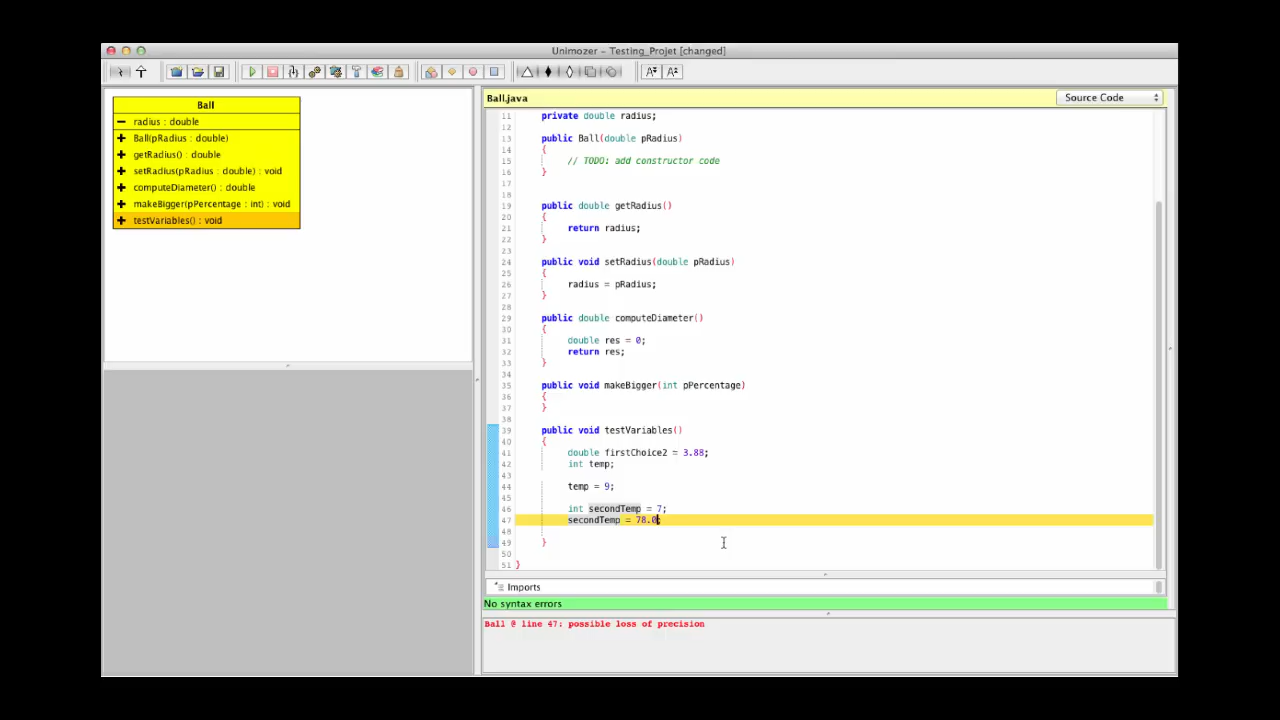 Unimozer - Testing_Projet [changed]
Ball
radius : double
Ball(pRadius : double)
getRadius() : double
setRadius(pRadius : double) : void
computeDiameter() : double
makeBigger(pPercentage : int) : void
testVariables() : void
Ball.java
Source Code
11 private double radius;
12
13 public Ball(double pRadius)
14 {
15 // TODO: add constructor code
16 }
17
18
19 public double getRadius()
20 {
21 return radius;
22 }
23
24 public void setRadius(double pRadius)
25 {
26 radius = pRadius;
27 }
28
29 public double computeDiameter()
30 {
31 double res = 0;
32 return res;
33 }
34
35 public void makeBigger(int pPercentage)
36 {
37 }
38
39 public void testVariables()
40 {
41 double firstChoice2 = 3.88;
42 int temp;
43
44 temp = 9;
45
46 int secondTemp = 7;
47 secondTemp = 78.0;
48
49 }
50
51 }
Imports
No syntax errors
Ball @ line 47: possible loss of precision